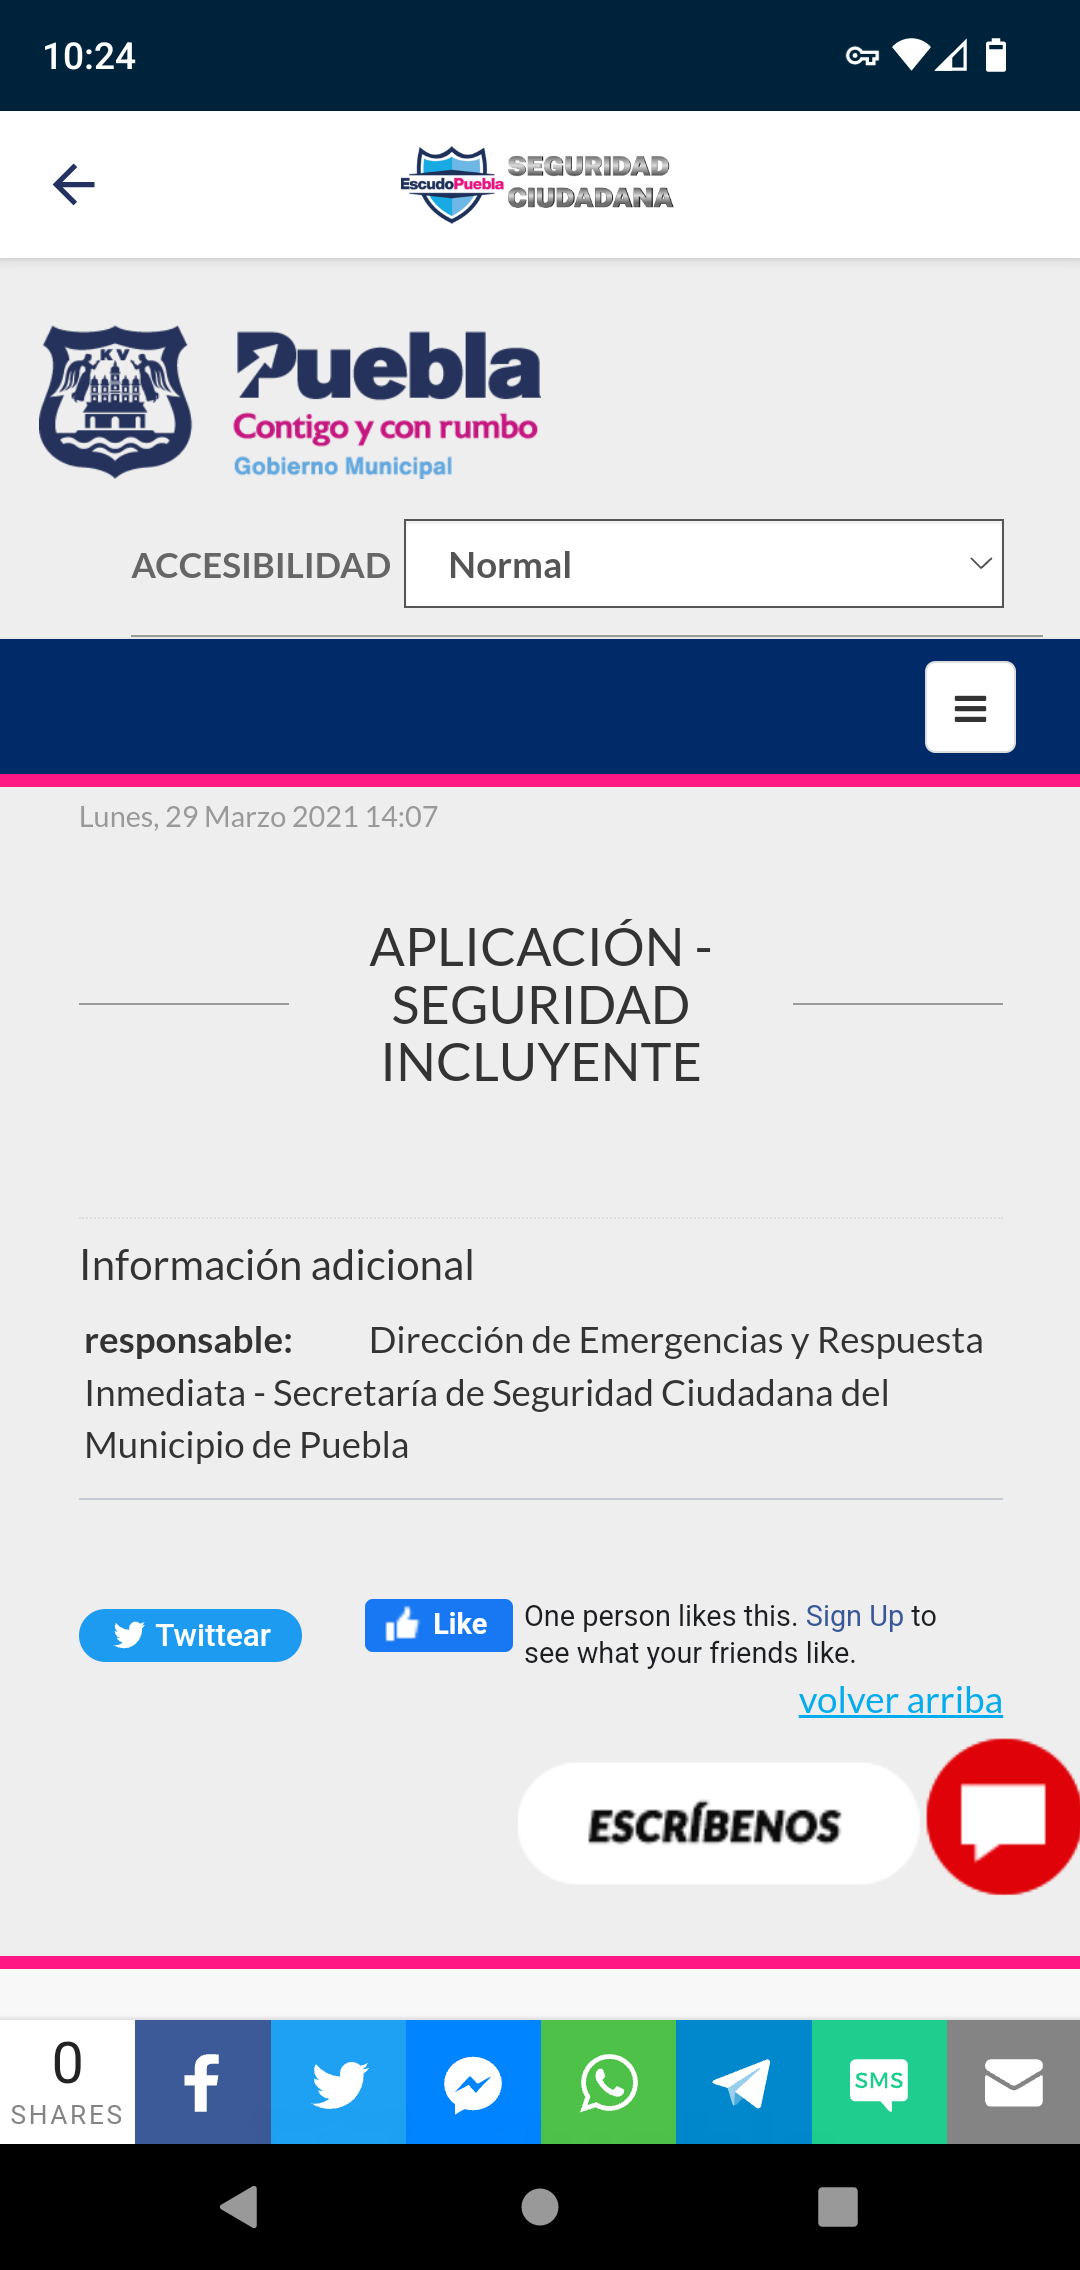 10:24
EscudoPuebla
SEGURIDAD
CIUDADANA
KV
Puebla
Contigo y con rumbo
Gobierno Municipal
ACCESIBILIDAD
Normal
Lunes, 29 Marzo 2021 14:07
APLICACIÓN -
SEGURIDAD
INCLUYENTE
Información adicional
responsable: Dirección de Emergencias y Respuesta
Inmediata - Secretaría de Seguridad Ciudadana del
Municipio de Puebla
Twittear
Like
One person likes this. Sign Up to
see what your friends like.
volver arriba
ESCRÍBENOS
0
SHARES
SMS